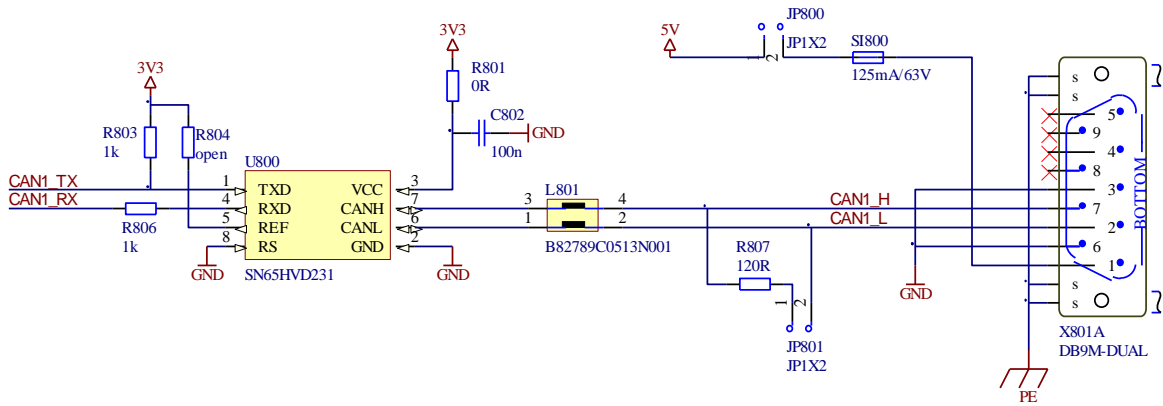 JP800
JP1X2
1
2
5V
SI800
125mA/63V
3V3
R801
0R
C802
100n
GND
3V3
R803
1k
R804
open
U800
CAN1_TX
CAN1_RX
R806
1k
1 TXD VCC 3
4 RXD CANH 7
5 REF CANL 6
8 RS GND 2
GND
SN65HVD231
GND
L801
3 4
1 2
B82789C0513N001
CAN1_H
CAN1_L
R807
120R
1
2
JP801
JP1X2
GND
s
s
5
9
4
8
3
7
2
6
1
s
s
BOTTOM
X801A
DB9M-DUAL
PE